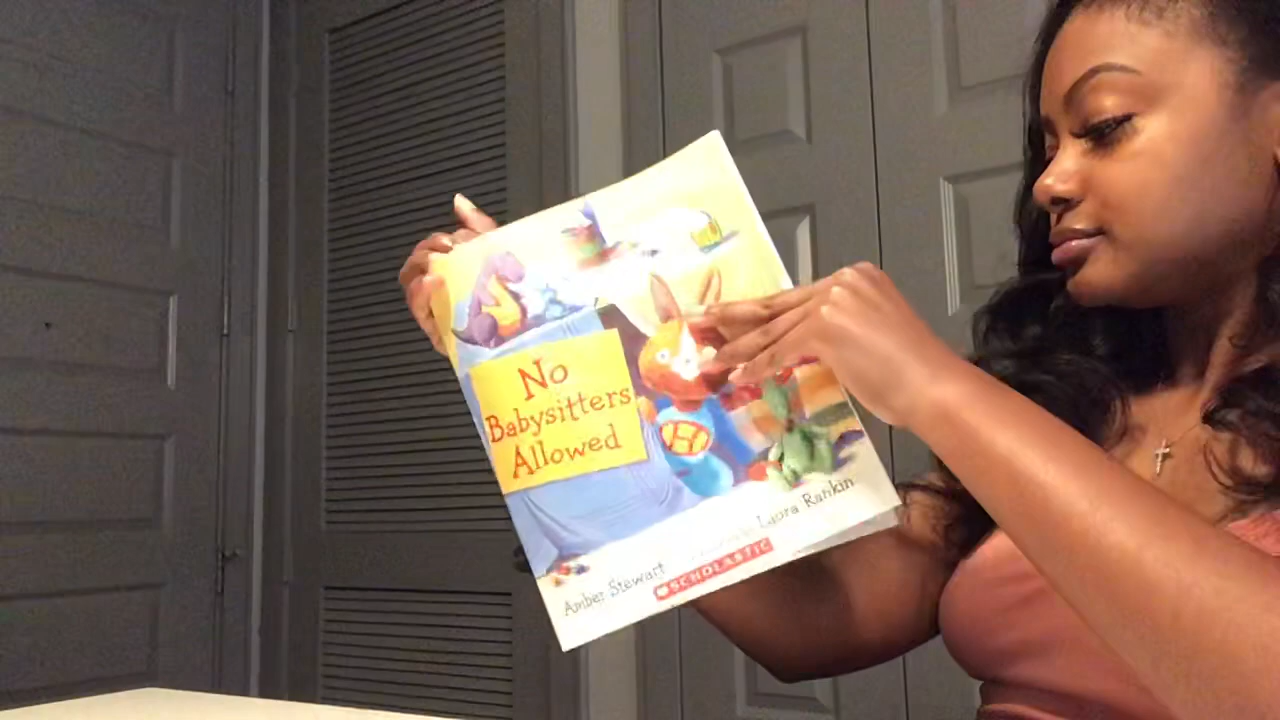 No
Babysitters
Allowed
Amber Stewart
Laura Rankin
SCHOLASTIC